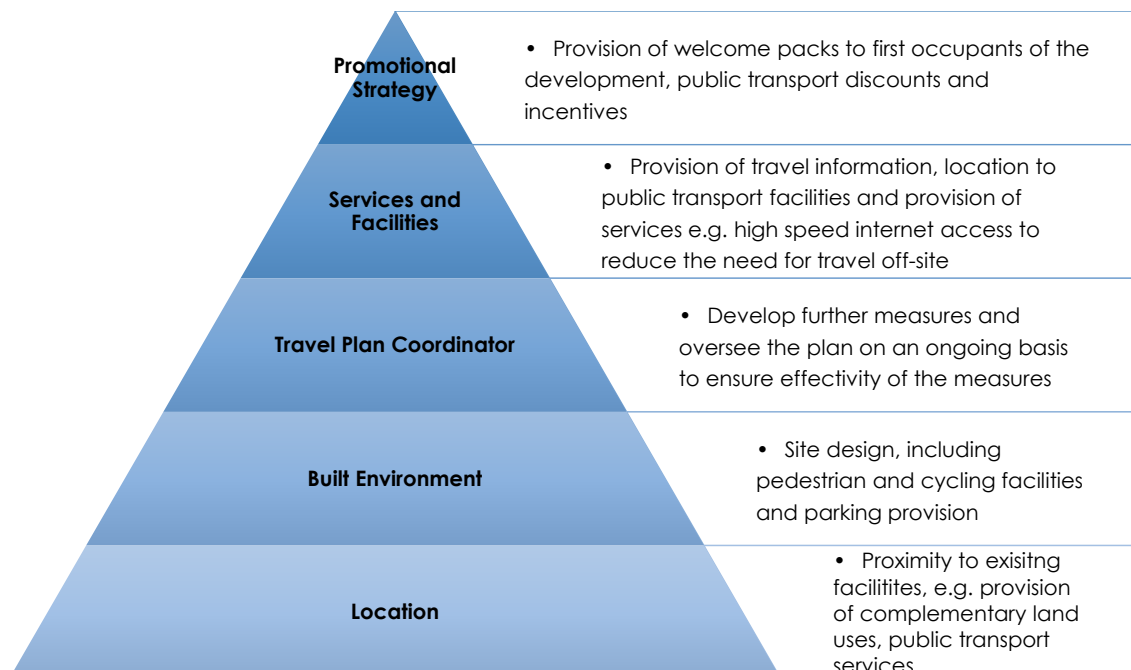 Promotional
Strategy
• Provision of welcome packs to first occupants of the
development, public transport discounts and
incentives
Services and
Facilities
• Provision of travel information, location to
public transport facilities and provision of
services e.g. high speed internet access to
reduce the need for travel off-site
Travel Plan Coordinator
• Develop further measures and
oversee the plan on an ongoing basis
to ensure effectivity of the measures
Built Environment
• Site design, including
pedestrian and cycling facilities
and parking provision
Location
• Proximity to exisitng
facilitites, e.g. provision
of complementary land
uses, public transport
services